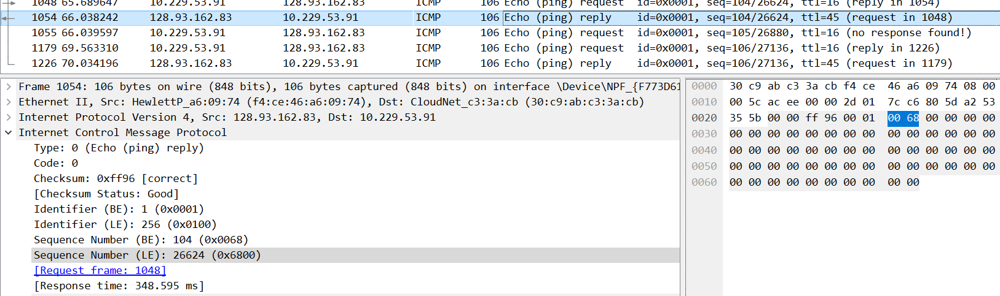 1048 65.689647 10.229.53.91 128.93.162.83 ICMP 106 Echo (ping) request id=0x0001, seq=104/26624, ttl=16 (reply in 1054)
1054 66.038242 128.93.162.83 10.229.53.91 ICMP 106 Echo (ping) reply id=0x0001, seq=104/26624, ttl=45 (request in 1048)
1055 66.039597 10.229.53.91 128.93.162.83 ICMP 106 Echo (ping) request id=0x0001, seq=105/26880, ttl=16 (no response found!)
1179 69.563310 10.229.53.91 128.93.162.83 ICMP 106 Echo (ping) request id=0x0001, seq=106/27136, ttl=16 (reply in 1226)
1226 70.034196 128.93.162.83 10.229.53.91 ICMP 106 Echo (ping) reply id=0x0001, seq=106/27136, ttl=45 (request in 1179)
Frame 1054: 106 bytes on wire (848 bits), 106 bytes captured (848 bits) on interface \Device\NPF_{F773D61
Ethernet II, Src: HewlettP_a6:09:74 (f4:ce:46:a6:09:74), Dst: CloudNet_c3:3a:cb (30:c9:ab:c3:3a:cb)
Internet Protocol Version 4, Src: 128.93.162.83, Dst: 10.229.53.91
Internet Control Message Protocol
Type: 0 (Echo (ping) reply)
Code: 0
Checksum: 0xff96 [correct]
[Checksum Status: Good]
Identifier (BE): 1 (0x0001)
Identifier (LE): 256 (0x0100)
Sequence Number (BE): 104 (0x0068)
Sequence Number (LE): 26624 (0x6800)
[Request frame: 1048]
[Response time: 348.595 ms]
0000 30 c9 ab c3 3a cb f4 ce 46 a6 09 74 08 00
0010 00 5c ac ee 00 00 2d 01 7c c6 80 5d a2 53
0020 35 5b 00 00 ff 96 00 01 00 68 00 00 00 00
0030 00 00 00 00 00 00 00 00 00 00 00 00 00 00
0040 00 00 00 00 00 00 00 00 00 00 00 00 00 00
0050 00 00 00 00 00 00 00 00 00 00 00 00 00 00
0060 00 00 00 00 00 00 00 00 00 00